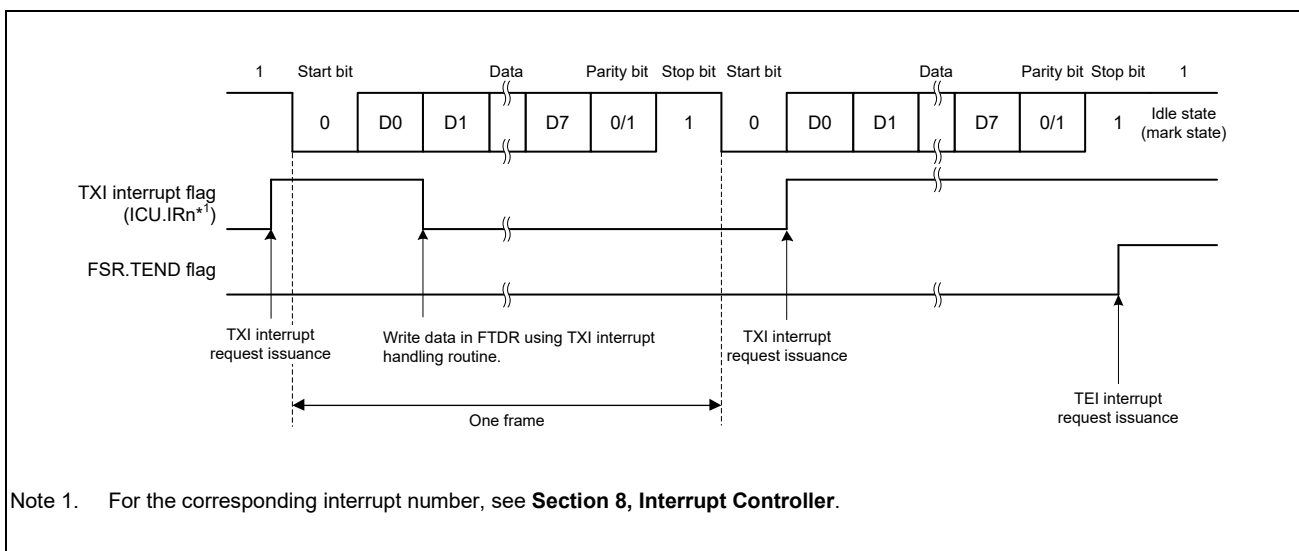 1 Start bit Data Parity bit Stop bit Start bit Data Parity bit Stop bit 1
0 D0 D1 D7 0/1 1 0 D0 D1 D7 0/1 1 Idle state
(mark state)
TXI interrupt flag
(ICU.IRn*1)
FSR.TEND flag
TXI interrupt
request issuance
Write data in FTDR using TXI interrupt
handling routine.
TXI interrupt
request issuance
TEI interrupt
request issuance
One frame
Note 1. For the corresponding interrupt number, see Section 8, Interrupt Controller.